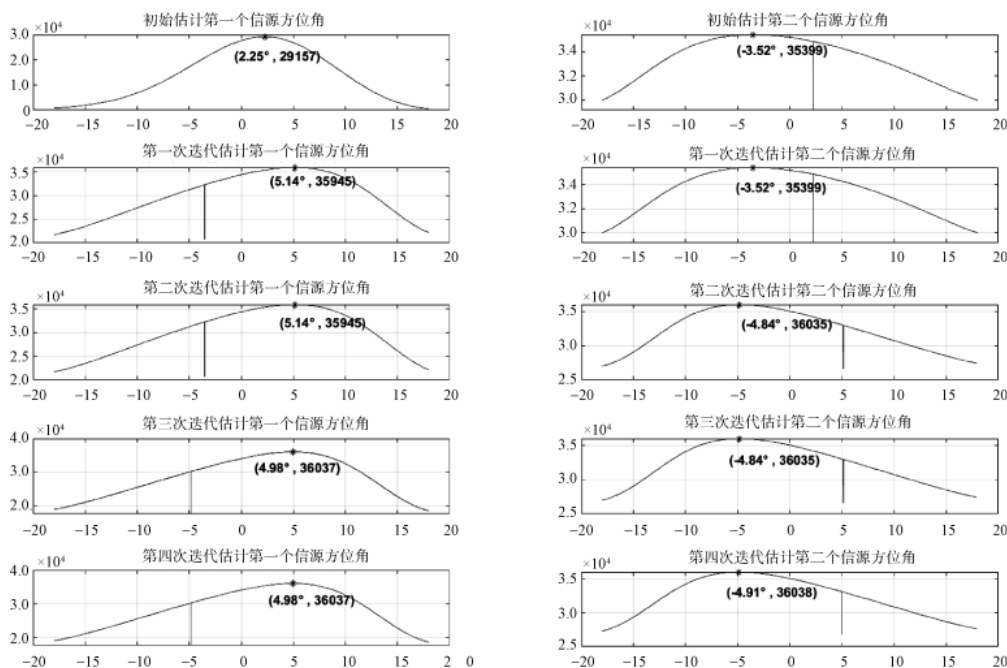 初始估计第一个信源方位角
×10⁴
3.0
2.0
1.0
0
(2.25° , 29157)
−20 −15 −10 −5 0 5 10 15 20
初始估计第二个信源方位角
×10⁴
3.4
3.2
3.0
(-3.52° , 35399)
−20 −15 −10 −5 0 5 10 15 20
第一次迭代估计第一个信源方位角
×10⁴
3.5
3.0
2.5
2.0
(5.14° , 35945)
−20 −15 −10 −5 0 5 10 15 20
第一次迭代估计第二个信源方位角
×10⁴
3.4
3.2
3.0
(-3.52° , 35399)
−20 −15 −10 −5 0 5 10 15 20
第二次迭代估计第一个信源方位角
×10⁴
3.5
3.0
2.5
2.0
(5.14° , 35945)
−20 −15 −10 −5 0 5 10 15 20
第二次迭代估计第二个信源方位角
×10⁴
3.5
3.0
2.5
(-4.84° , 36035)
−20 −15 −10 −5 0 5 10 15 20
第三次迭代估计第一个信源方位角
×10⁴
4.0
3.0
2.0
(4.98° , 36037)
−20 −15 −10 −5 0 5 10 15 20
第三次迭代估计第二个信源方位角
×10⁴
3.5
3.0
2.5
(-4.84° , 36035)
−20 −15 −10 −5 0 5 10 15 20
第四次迭代估计第一个信源方位角
×10⁴
4.0
3.0
2.0
(4.98° , 36037)
−20 −15 −10 −5 0 5 10 15 20 0
第四次迭代估计第二个信源方位角
×10⁴
3.5
3.0
2.5
(-4.91° , 36038)
−20 −15 −10 −5 0 5 10 15 20